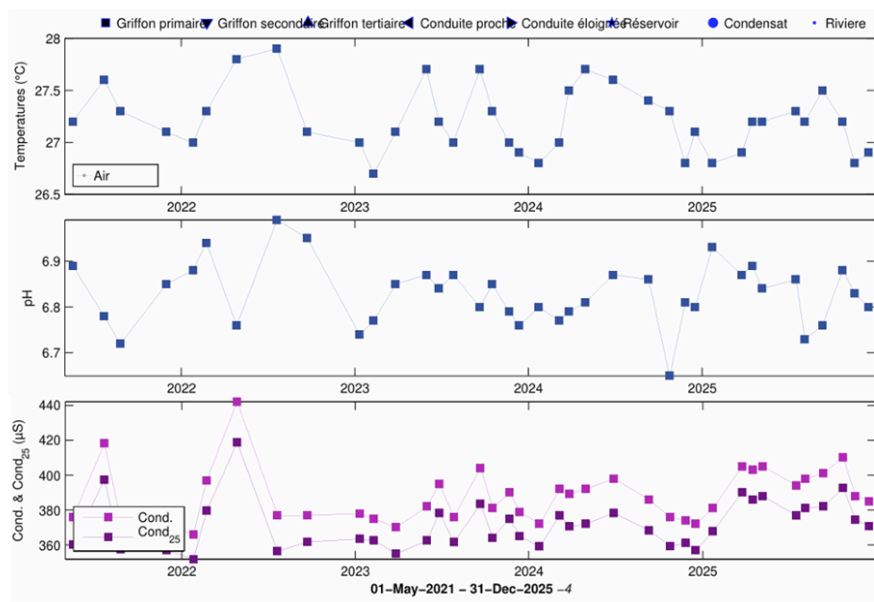 Griffon primaire Griffon secondaire Griffon tertiaire Conduite proche Conduite éloignée Réservoir Condensat Riviere
28
27.5
27
26.5
Temperatures (°C)
Air
2022 2023 2024 2025
6.9
6.8
6.7
pH
2022 2023 2024 2025
440
420
400
380
360
Cond. & Cond25 (µS)
Cond.
Cond25
2022 2023 2024 2025
01-May-2021 - 31-Dec-2025 -4